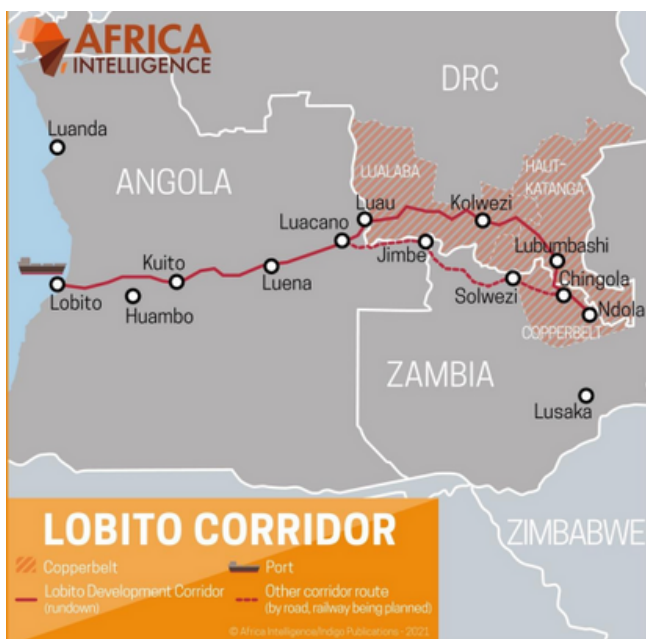 AFRICA
INTELLIGENCE
DRC
Luanda
ANGOLA
LUALABA
HAUT-
KATANGA
Luau
Kolwezi
Luacano
Jimbe
Lubumbashi
Kuito
Luena
Solwezi
Chingola
Lobito
Huambo
Ndola
COPPERBELT
ZAMBIA
Lusaka
LOBITO CORRIDOR
ZIMBABWE
Copperbelt
Port
Lobito Development Corridor
(rundown)
Other corridor route
(by road, railway being planned)
© Africa Intelligence/Indigo Publications - 2021